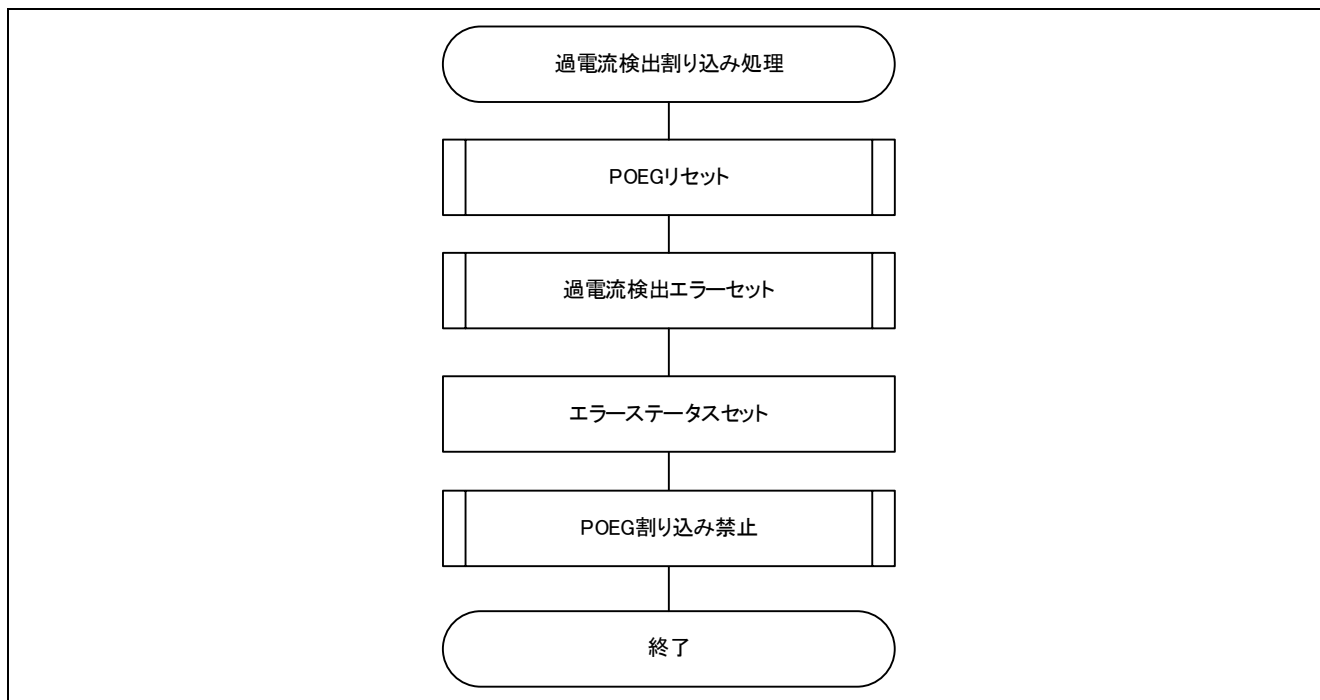 過電流検出割り込み処理
POEGリセット
過電流検出エラーセット
エラーステータスセット
POEG割り込み禁止
終了